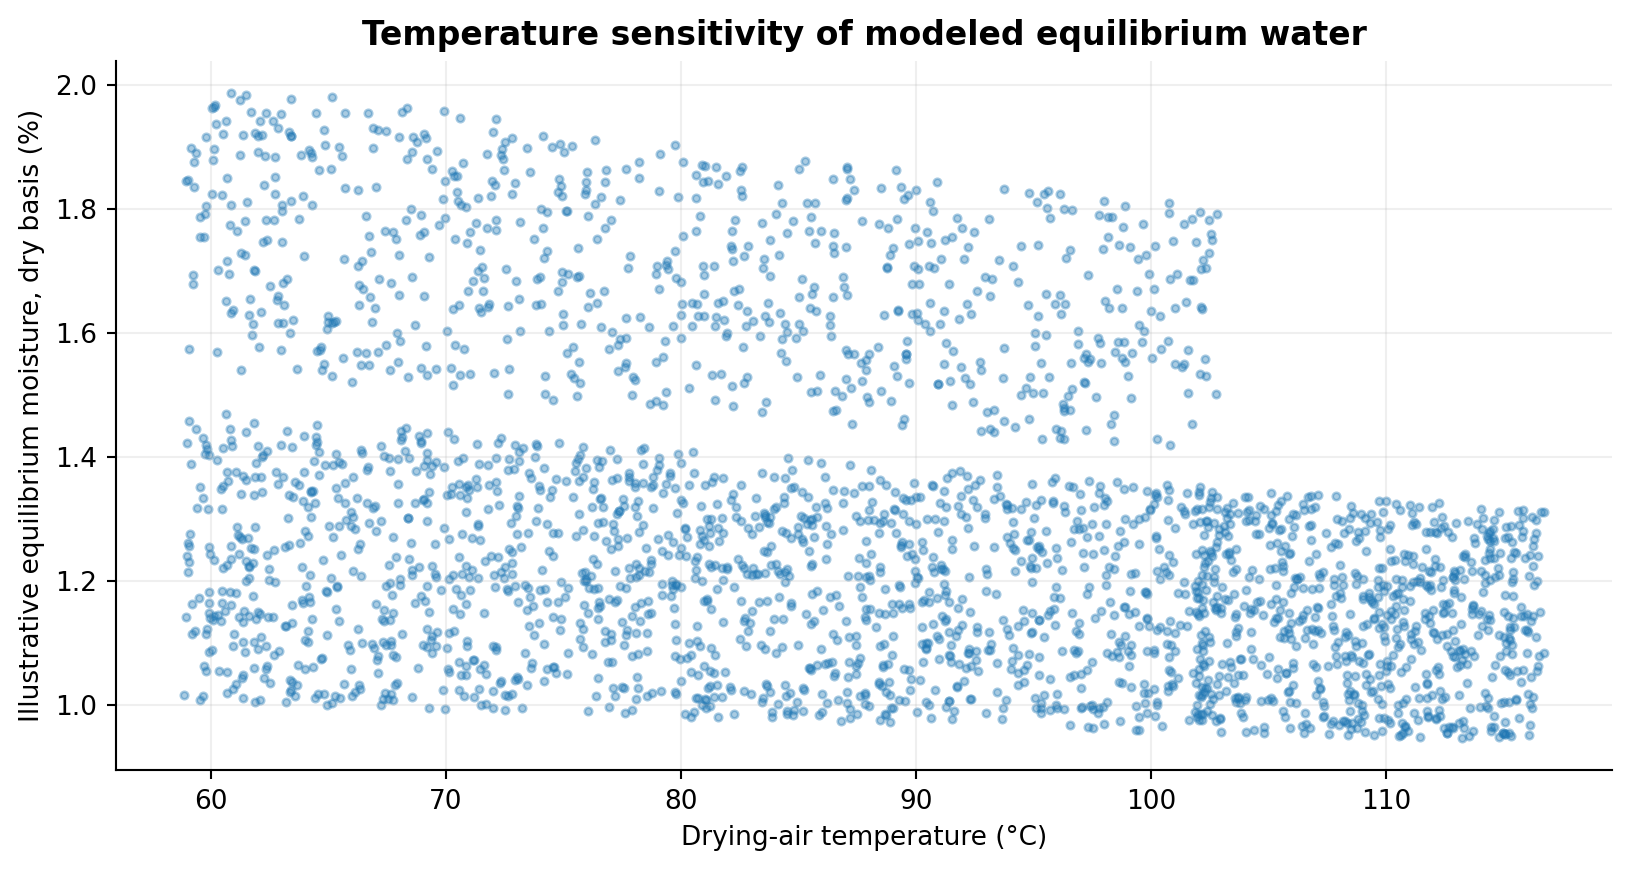 Temperature sensitivity of modeled equilibrium water
Illustrative equilibrium moisture, dry basis (%)
2.0
1.8
1.6
1.4
1.2
1.0
60 70 80 90 100 110
Drying-air temperature (°C)